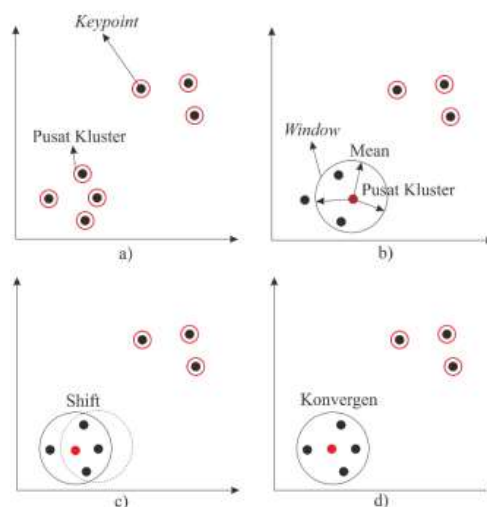 Keypoint
Pusat Kluster
a)
Window
Mean
Pusat Kluster
b)
Shift
c)
Konvergen
d)